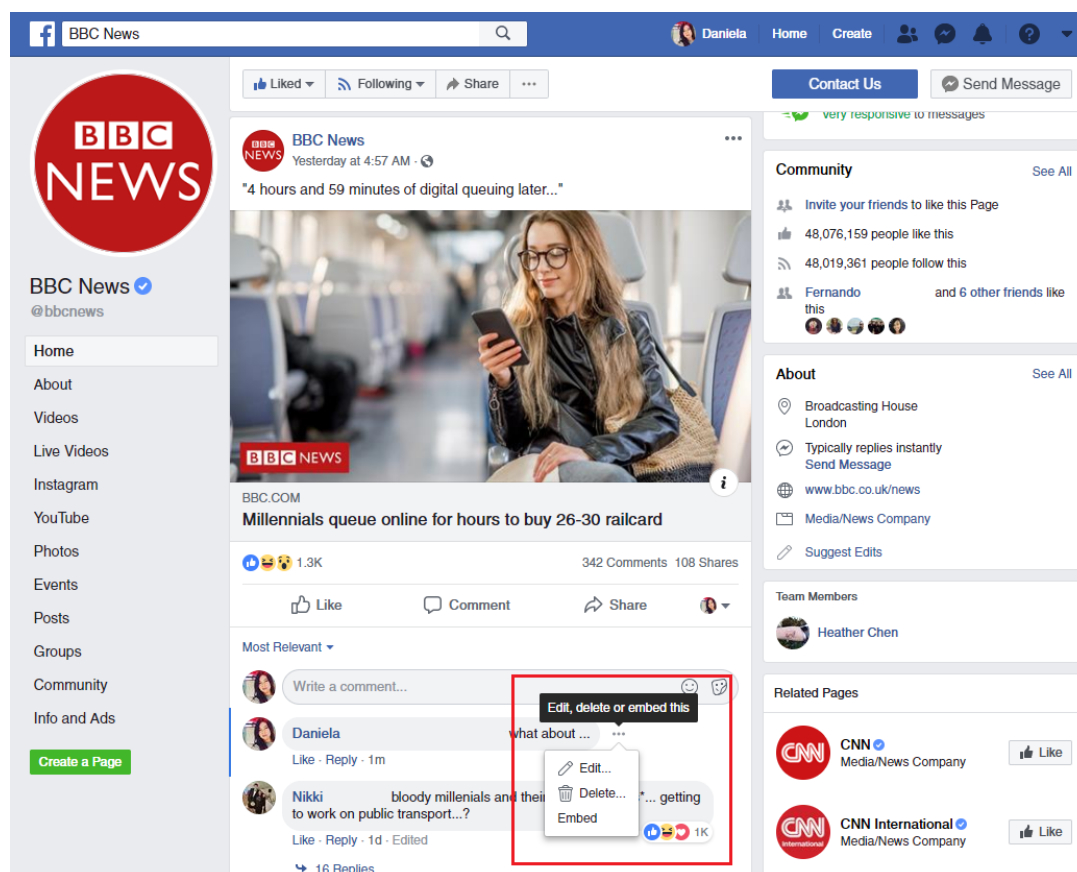 BBC News
Daniela
Home
Create
BBC
NEWS
BBC News
@bbcnews
Home
About
Videos
Live Videos
Instagram
YouTube
Photos
Events
Posts
Groups
Community
Info and Ads
Create a Page
Liked
Following
Share
BBC
NEWS
BBC News
Yesterday at 4:57 AM ·
"4 hours and 59 minutes of digital queuing later..."
BBC NEWS
i
BBC.COM
Millennials queue online for hours to buy 26-30 railcard
1.3K
342 Comments 108 Shares
Like
Comment
Share
Most Relevant
Write a comment...
Edit, delete or embed this
Daniela what about ...
Like · Reply · 1m
Edit...
Delete...
Embed
Nikki bloody millenials and their *... getting
to work on public transport...?
1K
Like · Reply · 1d · Edited
16 Replies
Contact Us
Send Message
Very responsive to messages
Community
See All
Invite your friends to like this Page
48,076,159 people like this
48,019,361 people follow this
Fernando and 6 other friends like
this
About
See All
Broadcasting House
London
Typically replies instantly
Send Message
www.bbc.co.uk/news
Media/News Company
Suggest Edits
Team Members
Heather Chen
Related Pages
CNN
CNN
Media/News Company
Like
CNN
International
CNN International
Media/News Company
Like